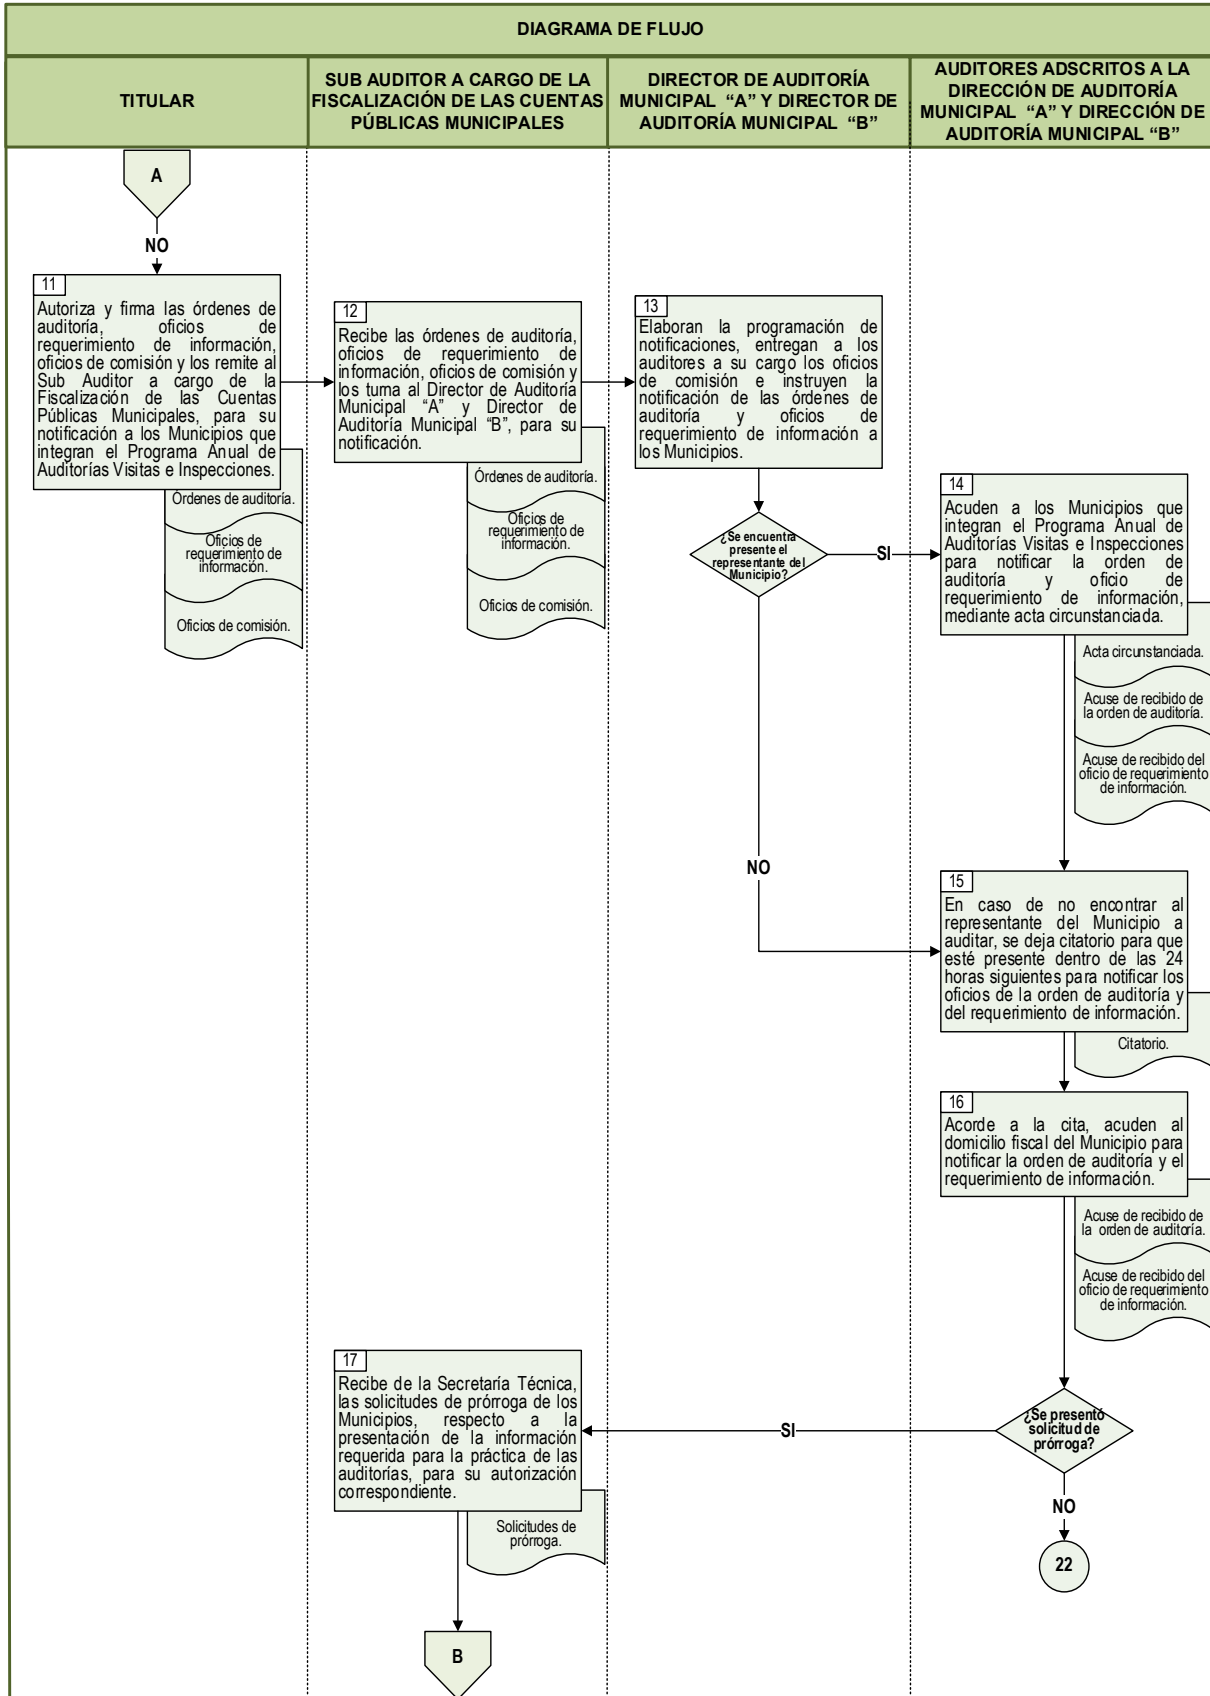 DIAGRAMA DE FLUJO
TITULAR
SUB AUDITOR A CARGO DE LA
FISCALIZACIÓN DE LAS CUENTAS
PÚBLICAS MUNICIPALES
DIRECTOR DE AUDITORÍA
MUNICIPAL “A” Y DIRECTOR DE
AUDITORÍA MUNICIPAL “B”
AUDITORES ADSCRITOS A LA
DIRECCIÓN DE AUDITORÍA
MUNICIPAL “A” Y DIRECCIÓN DE
AUDITORÍA MUNICIPAL “B”
A
NO
11
Autoriza y firma las órdenes de
auditoría, oficios de
requerimiento de información,
oficios de comisión y los remite al
Sub Auditor a cargo de la
Fiscalización de las Cuentas
Públicas Municipales, para su
notificación a los Municipios que
integran el Programa Anual de
Auditorías Visitas e Inspecciones.
Órdenes de auditoría.
Oficios de
requerimiento de
información.
Oficios de comisión.
12
Recibe las órdenes de auditoría,
oficios de requerimiento de
información, oficios de comisión y
los turna al Director de Auditoría
Municipal “A” y Director de
Auditoría Municipal “B”, para su
notificación.
Órdenes de auditoría.
Oficios de
requerimiento de
información.
Oficios de comisión.
13
Elaboran la programación de
notificaciones, entregan a los
auditores a su cargo los oficios
de comisión e instruyen la
notificación de las órdenes de
auditoría y oficios de
requerimiento de información a
los Municipios.
¿Se encuentra
presente el
representante del
Municipio?
SI
NO
14
Acuden a los Municipios que
integran el Programa Anual de
Auditorías Visitas e Inspecciones
para notificar la orden de
auditoría y oficio de
requerimiento de información,
mediante acta circunstanciada.
Acta circunstanciada.
Acuse de recibido de
la orden de auditoría.
Acuse de recibido del
oficio de requerimiento
de información.
15
En caso de no encontrar al
representante del Municipio a
auditar, se deja citatorio para que
esté presente dentro de las 24
horas siguientes para notificar los
oficios de la orden de auditoría y
del requerimiento de información.
Citatorio.
16
Acorde a la cita, acuden al
domicilio fiscal del Municipio para
notificar la orden de auditoría y el
requerimiento de información.
Acuse de recibido de
la orden de auditoría.
Acuse de recibido del
oficio de requerimiento
de información.
¿Se presentó
solicitud de
prórroga?
SI
NO
22
17
Recibe de la Secretaría Técnica,
las solicitudes de prórroga de los
Municipios, respecto a la
presentación de la información
requerida para la práctica de las
auditorías, para su autorización
correspondiente.
Solicitudes de
prórroga.
B